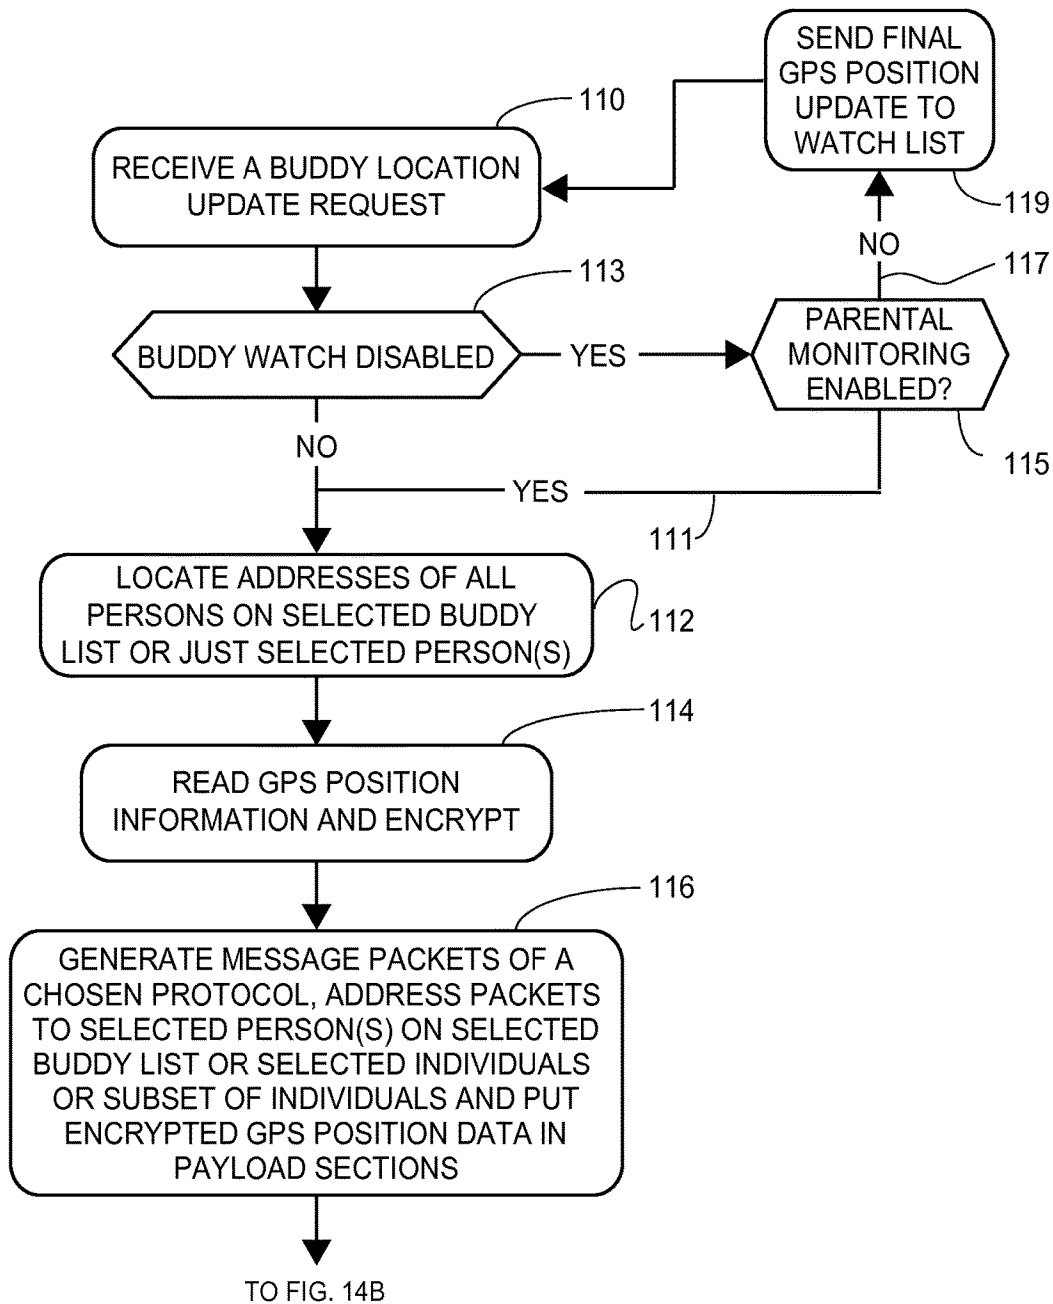 SEND FINAL
GPS POSITION
UPDATE TO
WATCH LIST
110
RECEIVE A BUDDY LOCATION
UPDATE REQUEST
119
NO
117
113
BUDDY WATCH DISABLED
YES
PARENTAL
MONITORING
ENABLED?
115
NO
YES
111
LOCATE ADDRESSES OF ALL
PERSONS ON SELECTED BUDDY
LIST OR JUST SELECTED PERSON(S)
112
114
READ GPS POSITION
INFORMATION AND ENCRYPT
116
GENERATE MESSAGE PACKETS OF A
CHOSEN PROTOCOL, ADDRESS PACKETS
TO SELECTED PERSON(S) ON SELECTED
BUDDY LIST OR SELECTED INDIVIDUALS
OR SUBSET OF INDIVIDUALS AND PUT
ENCRYPTED GPS POSITION DATA IN
PAYLOAD SECTIONS
TO FIG. 14B